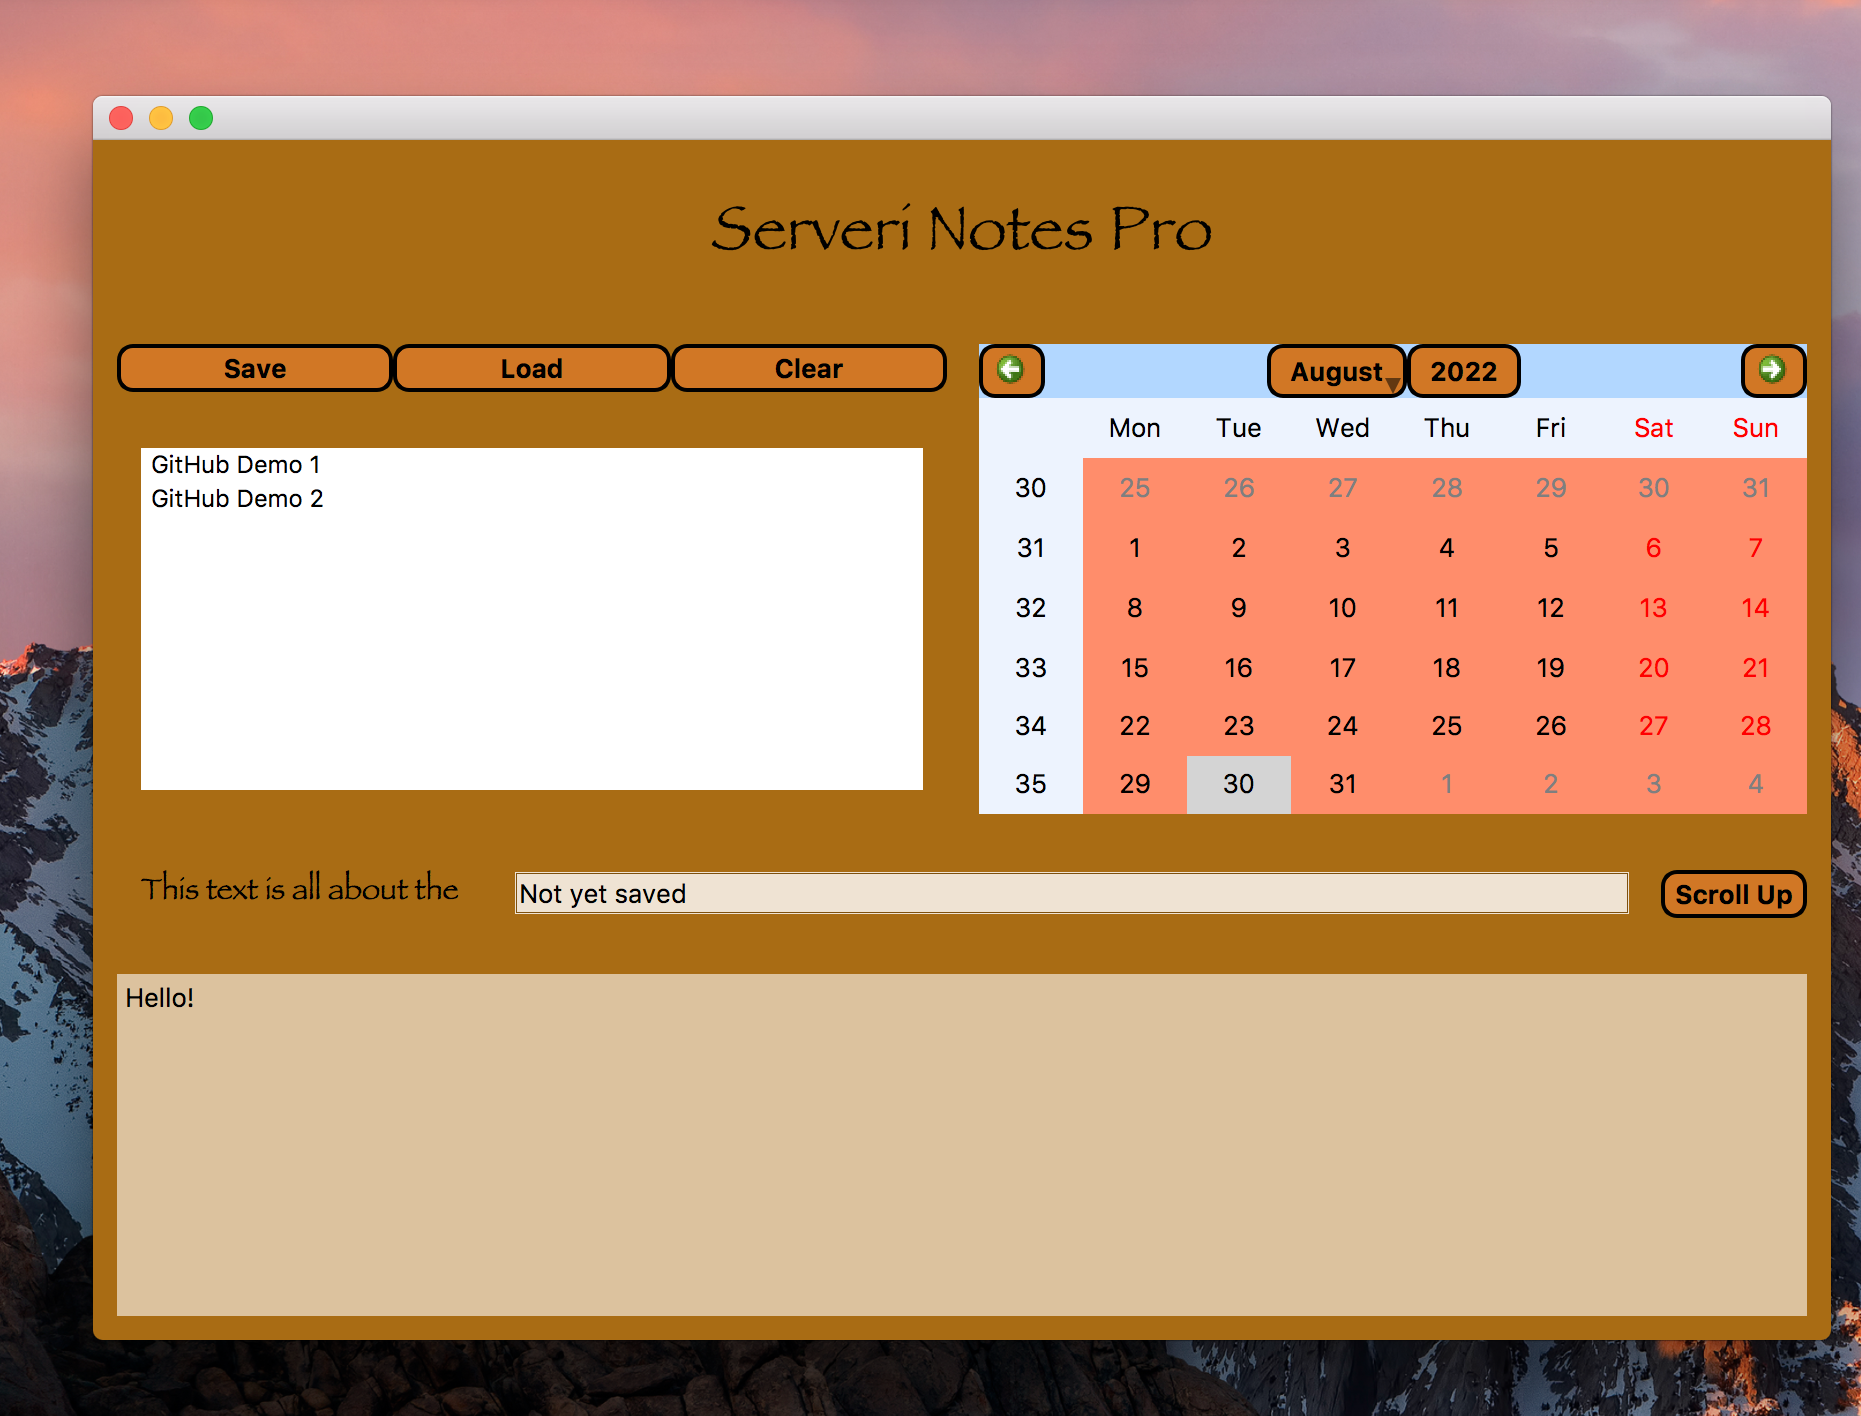 Serveri Notes Pro
Save Load Clear
GitHub Demo 1
GitHub Demo 2
August 2022
Mon Tue Wed Thu Fri Sat Sun
30 25 26 27 28 29 30 31
31 1 2 3 4 5 6 7
32 8 9 10 11 12 13 14
33 15 16 17 18 19 20 21
34 22 23 24 25 26 27 28
35 29 30 31 1 2 3 4
This text is all about the Not yet saved Scroll Up
Hello!